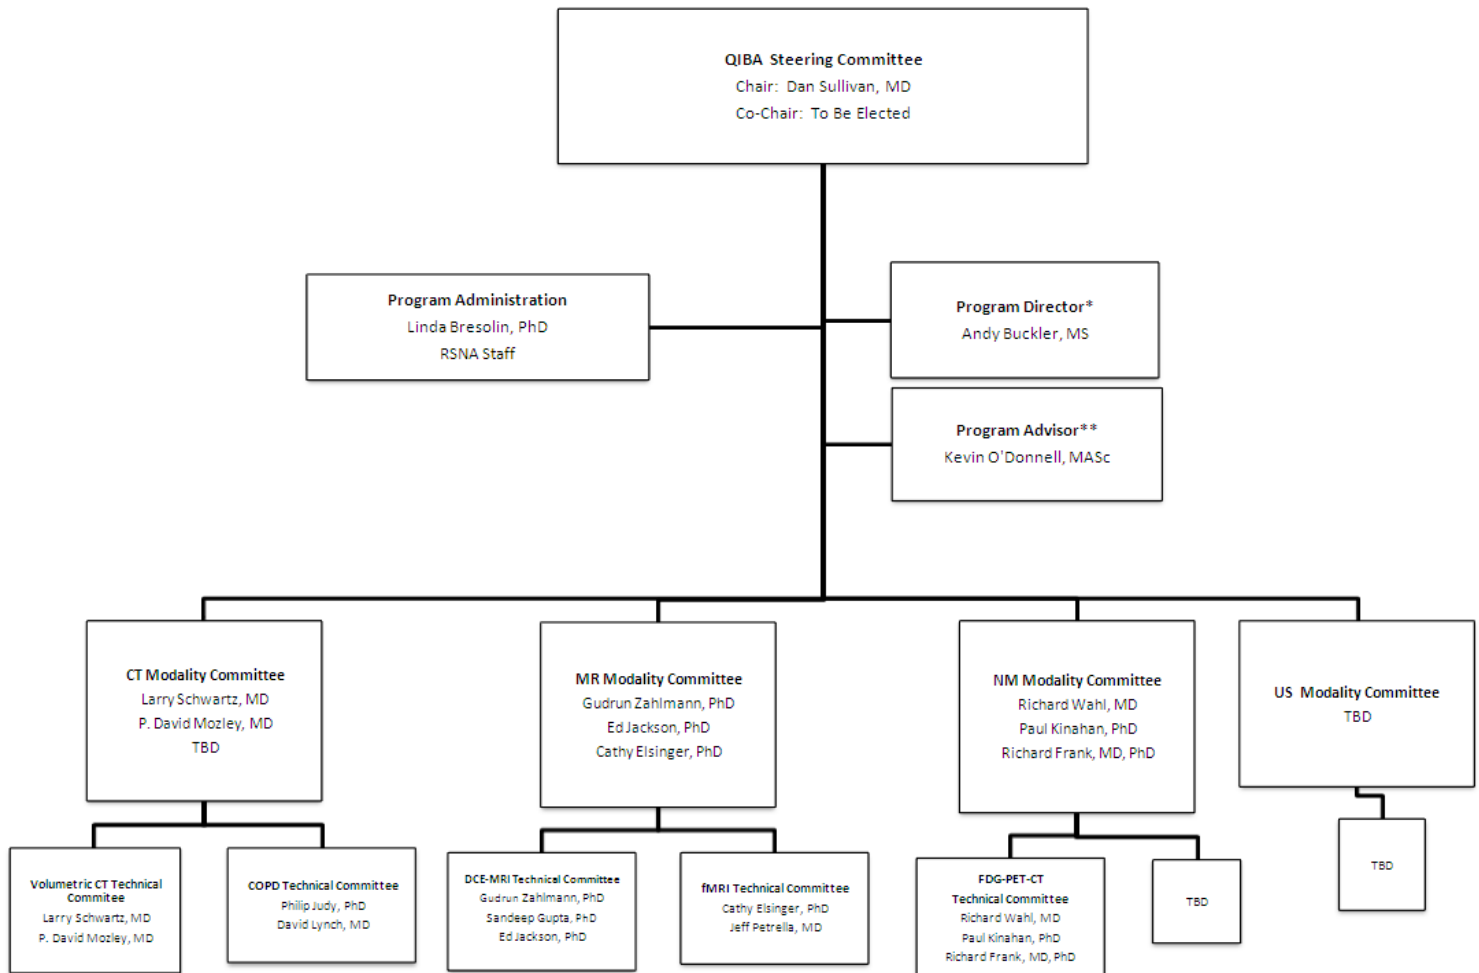 QIBA Steering Committee
Chair: Dan Sullivan, MD
Co-Chair: To Be Elected
Program Administration
Linda Bresolin, PhD
RSNA Staff
Program Director*
Andy Buckler, MS
Program Advisor**
Kevin O'Donnell, MASc
CT Modality Committee
Larry Schwartz, MD
P. David Mozley, MD
TBD
MR Modality Committee
Gudrun Zahlmann, PhD
Ed Jackson, PhD
Cathy Elsinger, PhD
NM Modality Committee
Richard Wahl, MD
Paul Kinahan, PhD
Richard Frank, MD, PhD
US Modality Committee
TBD
Volumetric CT Technical
Commitee
Larry Schwartz, MD
P. David Mozley, MD
COPD Technical Committee
Philip Judy, PhD
David Lynch, MD
DCE-MRI Technical Committee
Gudrun Zahlmann, PhD
Sandeep Gupta, PhD
Ed Jackson, PhD
fMRI Technical Committee
Cathy Elsinger, PhD
Jeff Petrella, MD
FDG-PET-CT
Technical Committee
Richard Wahl, MD
Paul Kinahan, PhD
Richard Frank, MD, PhD
TBD
TBD